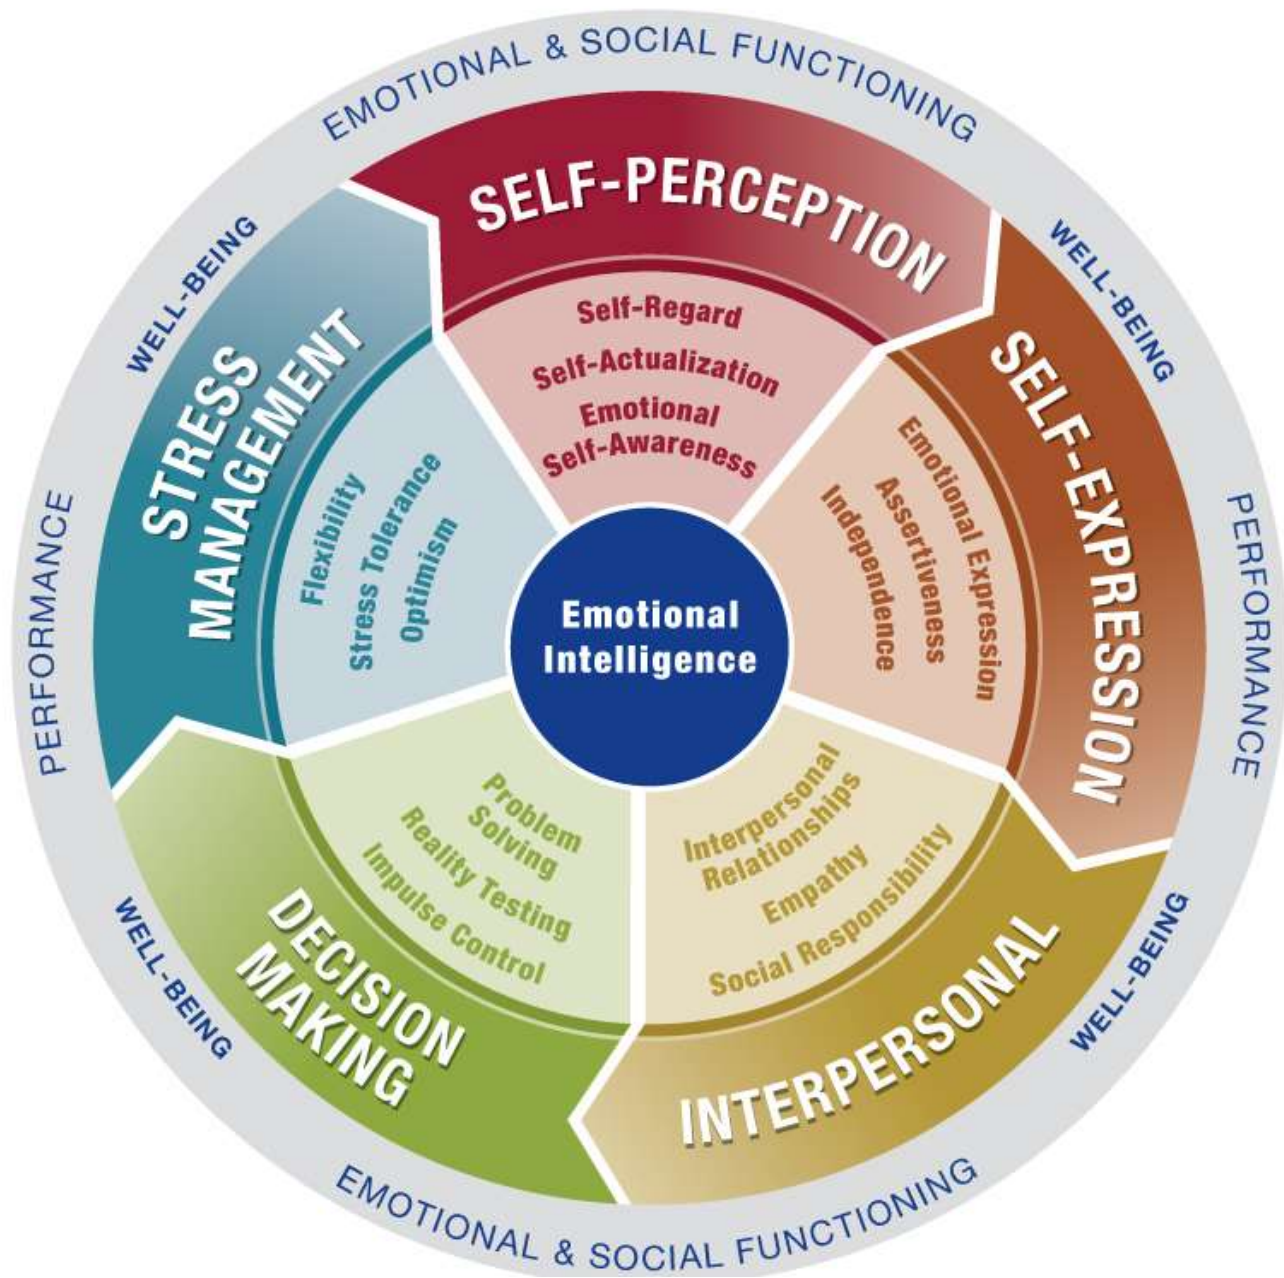 EMOTIONAL & SOCIAL FUNCTIONING
WELL-BEING
WELL-BEING
PERFORMANCE
PERFORMANCE
SELF-PERCEPTION
Self-Regard
Self-Actualization
Emotional
Self-Awareness
SELF-EXPRESSION
Emotional Expression
Assertiveness
Independence
INTERPERSONAL
Interpersonal
Relationships
Empathy
Social Responsibility
DECISION
MAKING
Problem
Solving
Reality Testing
Impulse Control
STRESS
MANAGEMENT
Flexibility
Stress Tolerance
Optimism
Emotional
Intelligence
WELL-BEING
WELL-BEING
EMOTIONAL & SOCIAL FUNCTIONING